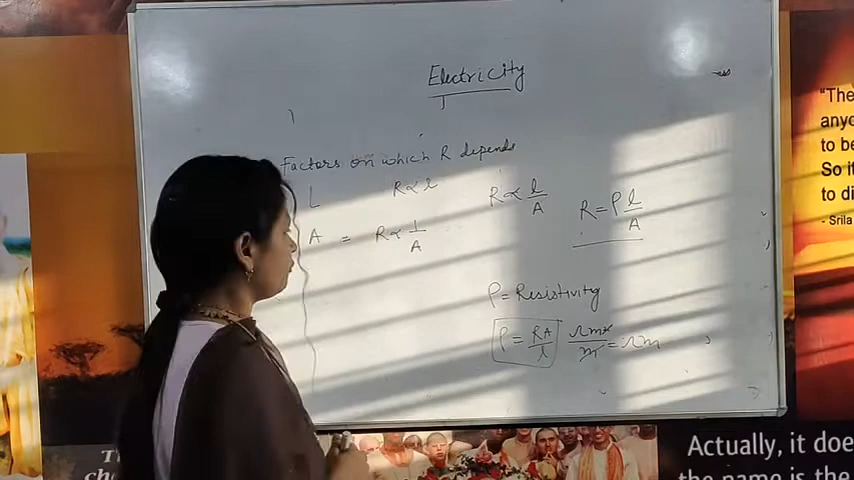 Electricity
Factors on which R depends
L R ∝ l R ∝ l/A R = ρ l/A
A = R ∝ 1/A
ρ = Resistivity
ρ = RA/l Ωm²/m = Ωm
"The
anyo
to be
So it
to di
- Srila
Actually, it doe
the name is the